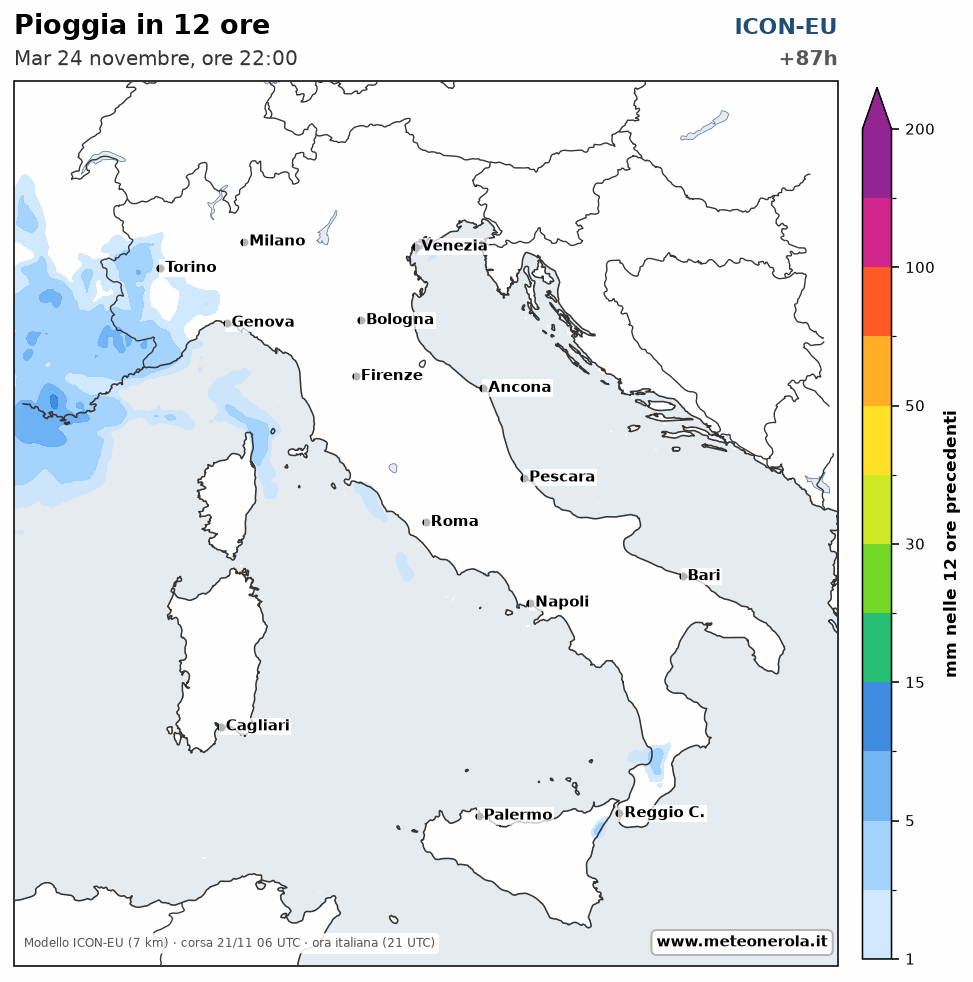 Pioggia in 12 ore
ICON-EU
Mar 24 novembre, ore 22:00
+87h
Milano
Venezia
Torino
Genova
Bologna
Firenze
Ancona
Pescara
Roma
Bari
Napoli
Cagliari
Palermo
Reggio C.
Modello ICON-EU (7 km) · corsa 21/11 06 UTC · ora italiana (21 UTC)
www.meteonerola.it
200
100
50
30
15
5
1
mm nelle 12 ore precedenti